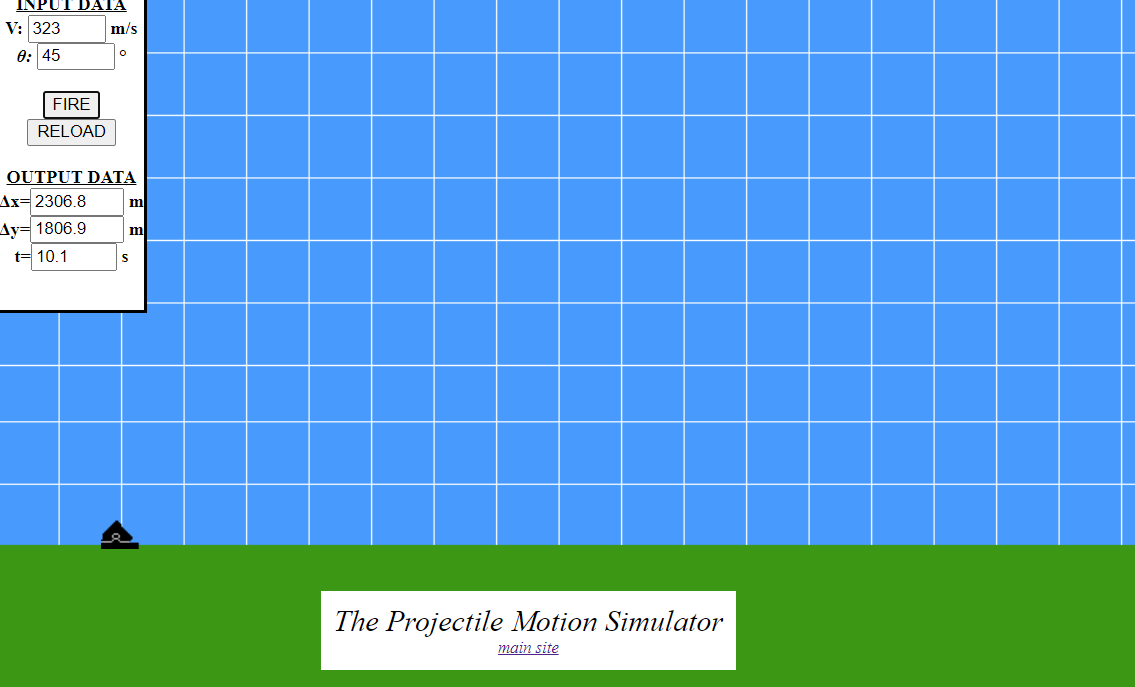 INPUT DATA
V: 323 m/s
θ: 45 °
FIRE
RELOAD
OUTPUT DATA
Δx= 2306.8 m
Δy= 1806.9 m
t= 10.1 s
The Projectile Motion Simulator
main site